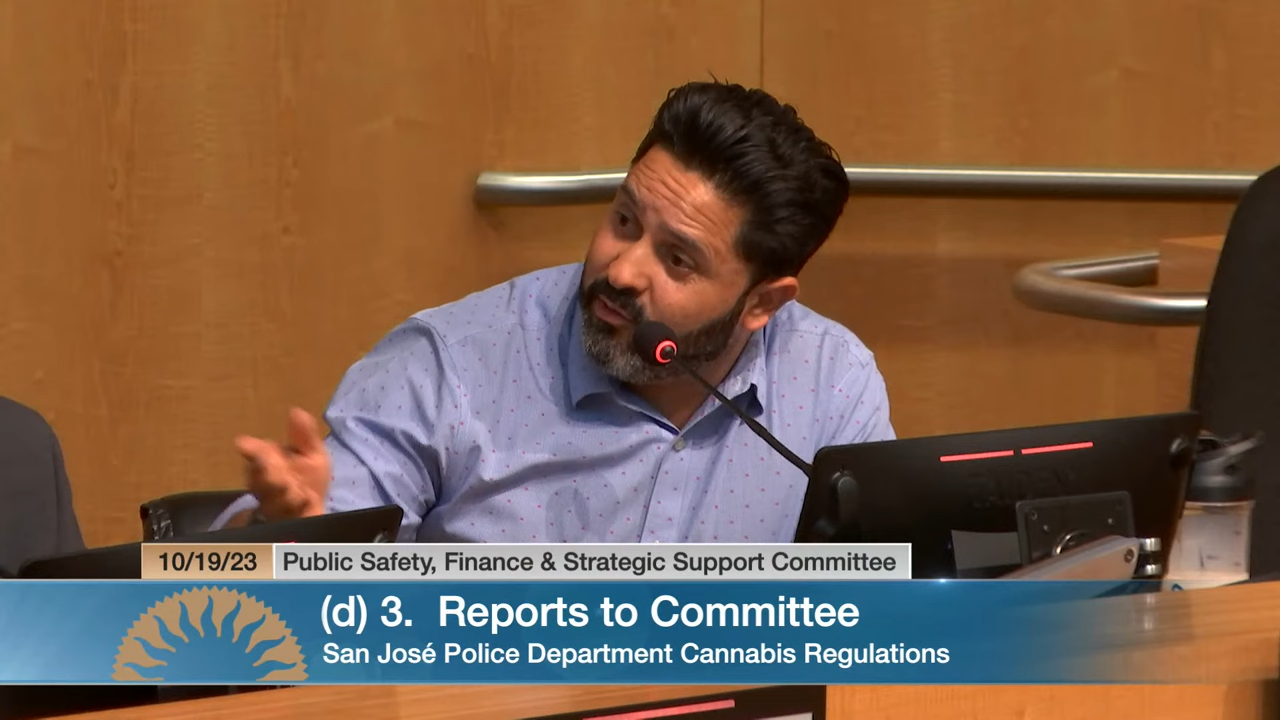 10/19/23 Public Safety, Finance & Strategic Support Committee
(d) 3. Reports to Committee
San José Police Department Cannabis Regulations